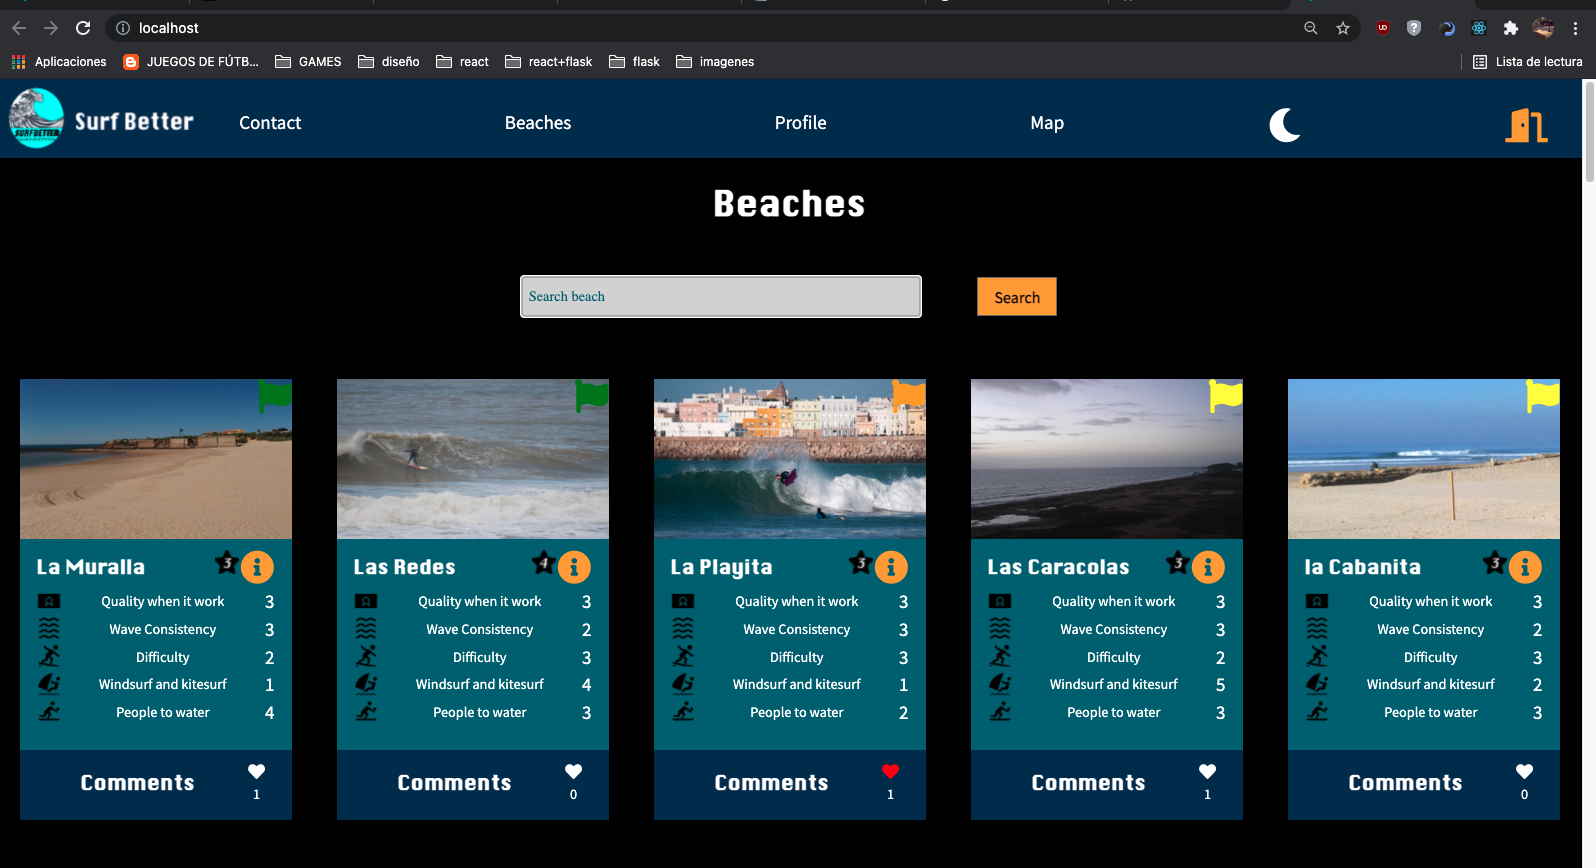 localhost
Aplicaciones JUEGOS DE FÚTB... GAMES diseño react react+flask flask imagenes Lista de lectura
SURFBETTER Surf Better Contact Beaches Profile Map
Beaches
Search beach Search
La Muralla 3
Quality when it work 3
Wave Consistency 3
Difficulty 2
Windsurf and kitesurf 1
People to water 4
Comments 1
Las Redes 4
Quality when it work 3
Wave Consistency 2
Difficulty 3
Windsurf and kitesurf 4
People to water 3
Comments 0
La Playita 3
Quality when it work 3
Wave Consistency 3
Difficulty 3
Windsurf and kitesurf 1
People to water 2
Comments 1
Las Caracolas 3
Quality when it work 3
Wave Consistency 3
Difficulty 2
Windsurf and kitesurf 5
People to water 3
Comments 1
la Cabanita 3
Quality when it work 3
Wave Consistency 2
Difficulty 3
Windsurf and kitesurf 2
People to water 3
Comments 0